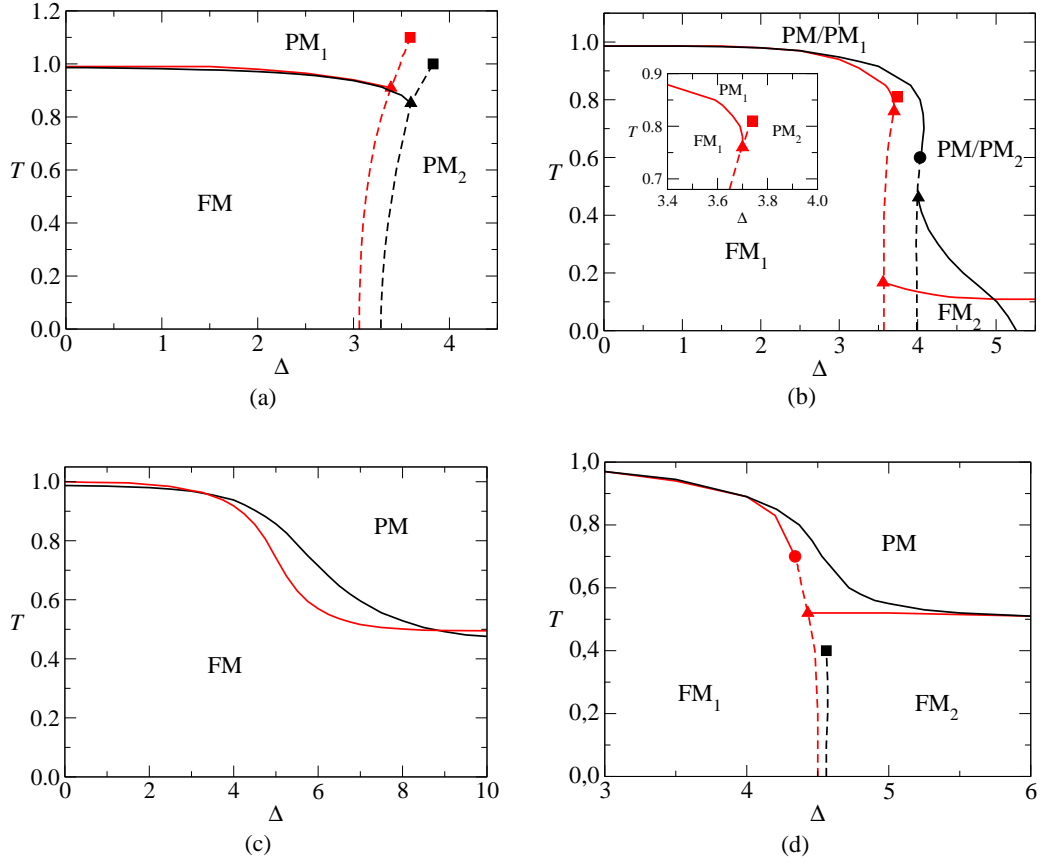 1.2
1.0
0.8
T
0.6
0.4
0.2
0.0
0
1
2
3
4
Δ
PM1
PM2
FM
(a)
1.0
0.8
0.6
T
0.4
0.2
0.0
0
1
2
3
4
5
Δ
PM/PM1
PM/PM2
FM1
FM2
0.9
0.8
0.7
T
3.4
3.6
3.8
4.0
Δ
PM1
FM1
PM2
(b)
1.0
0.8
0.6
T
0.4
0.2
0.0
0
2
4
6
8
10
Δ
PM
FM
(c)
1,0
0,8
0,6
T
0,4
0,2
0,0
3
4
5
6
Δ
PM
FM1
FM2
(d)